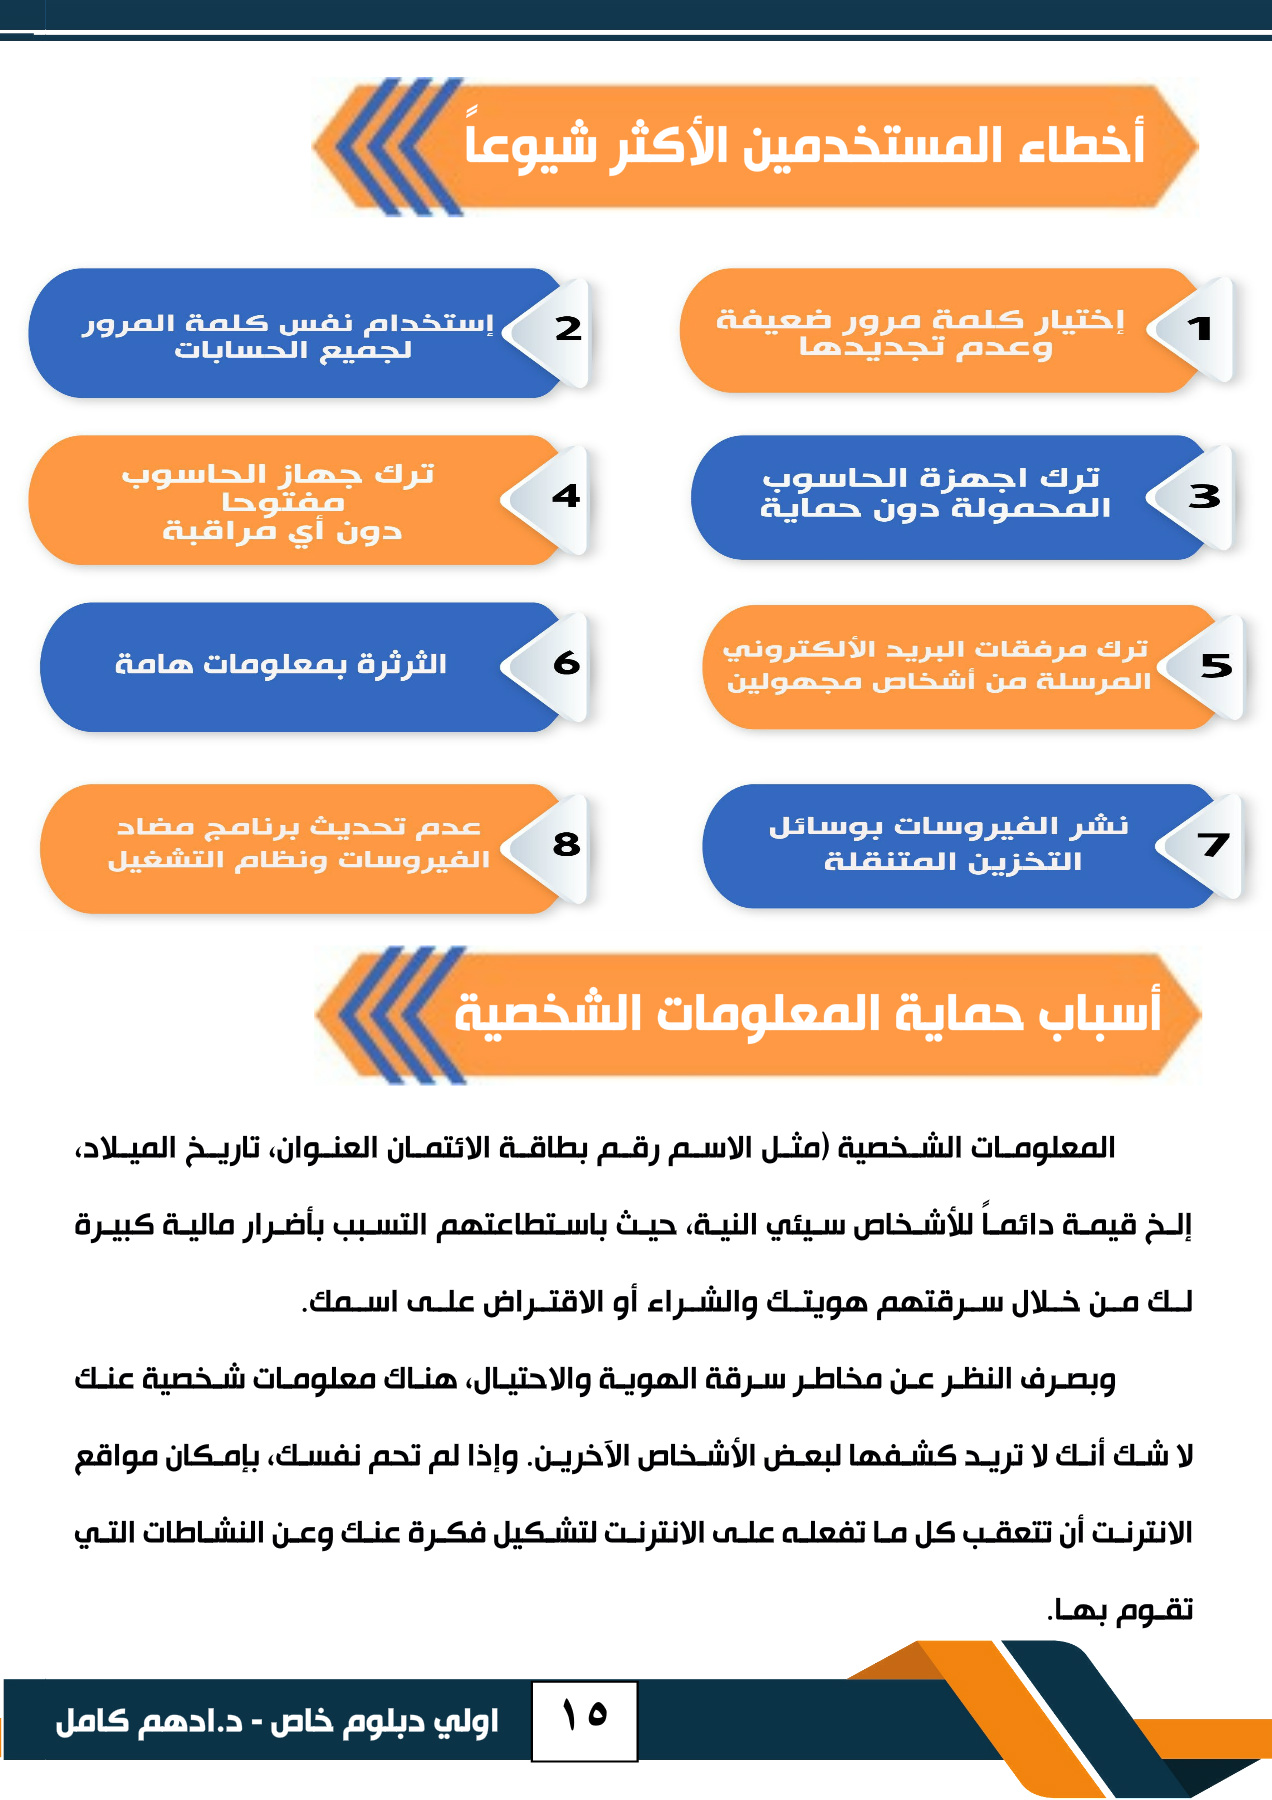 أخطاء المستخدمين الأكثر شيوعاً
1
إختيار كلمة مرور ضعيفة
وعدم تجديدها
2
إستخدام نفس كلمة المرور
لجميع الحسابات
3
ترك اجهزة الحاسوب
المحمولة دون حماية
4
ترك جهاز الحاسوب
مفتوحا
دون أي مراقبة
5
ترك مرفقات البريد الألكتروني
المرسلة من أشخاص مجهولين
6
الثرثرة بمعلومات هامة
7
نشر الفيروسات بوسائل
التخزين المتنقلة
8
عدم تحديث برنامج مضاد
الفيروسات ونظام التشغيل
أسباب حماية المعلومات الشخصية
المعلومات الشخصية (مثل الاسم رقم بطاقة الائتمان العنوان، تاريخ الميلاد،
إلخ قيمة دائماً للأشخاص سيئي النية، حيث باستطاعتهم التسبب بأضرار مالية كبيرة
لك من خلال سرقتهم هويتك والشراء أو الاقتراض على اسمك.
وبصرف النظر عن مخاطر سرقة الهوية والاحتيال، هناك معلومات شخصية عنك
لا شك أنك لا تريد كشفها لبعض الأشخاص الآخرين. وإذا لم تحم نفسك، بإمكان مواقع
الانترنت أن تتعقب كل ما تفعله على الانترنت لتشكيل فكرة عنك وعن النشاطات التي
تقوم بها.
١٥
اولي دبلوم خاص - د.ادهم كامل